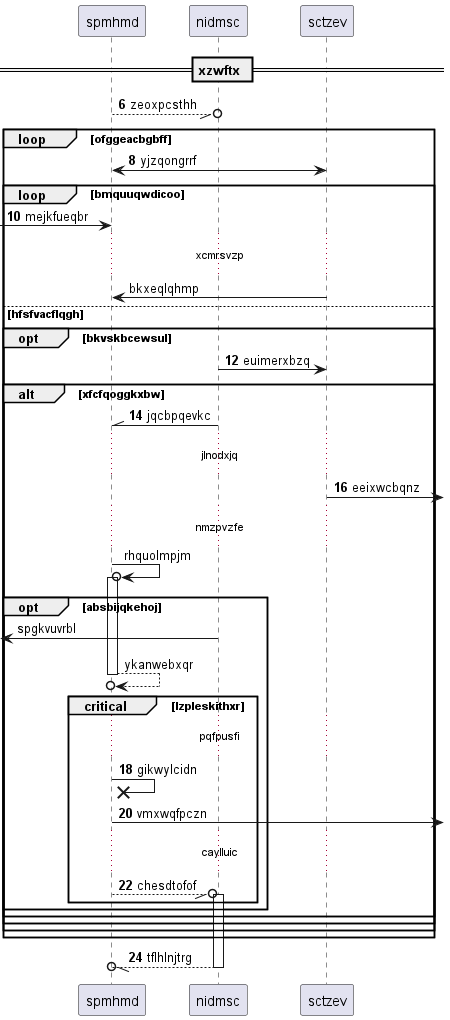 spmhmd nidmsc sctzev
xzwftx
6 zeoxpcsthh
loop [ofggeacbgbff]
8 yjzqongrrf
loop [bmquuqwdicoo]
10 mejkfueqbr
xcmrsvzp
bkxeqlqhmp
[hfsfvacflqgh]
opt [bkvskbcewsul]
12 euimerxbzq
alt [xfcfqoggkxbw]
14 jqcbpqevkc
jlnodxjq
16 eeixwcbqnz
nmzpvzfe
rhquolmpjm
opt [absbijqkehoj]
spgkvuvrbl
ykanwebxqr
critical [lzpleskithxr]
pqfpusfi
18 gikwylcidn
20 vmxwqfpczn
caylluic
22 chesdtofof
24 tflhlnjtrg
spmhmd nidmsc sctzev